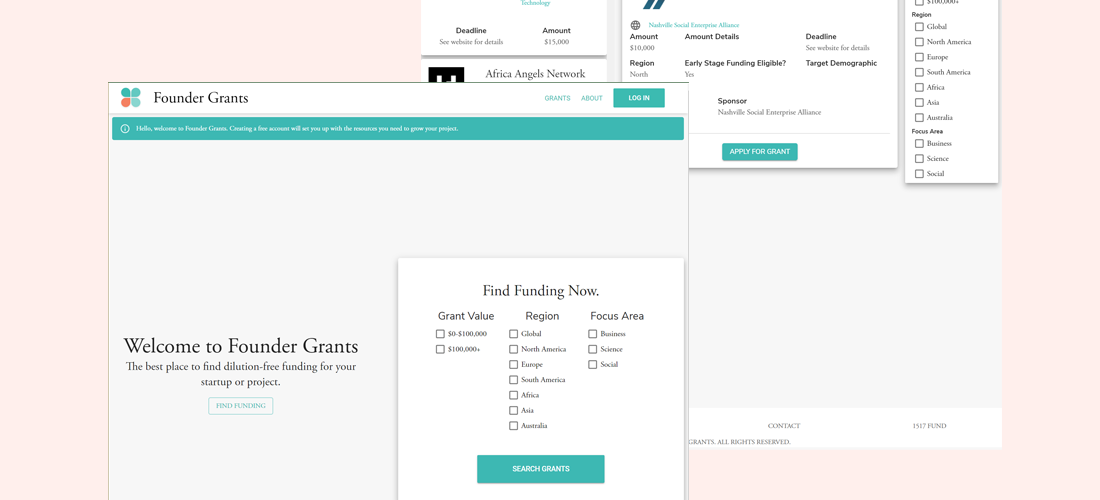 Technology
Deadline
Amount
See website for details
$15,000
Africa Angels Network
Nashville Social Enterprise Alliance
Amount
Amount Details
Deadline
$10,000
See website for details
Region
Early Stage Funding Eligible?
Target Demographic
North
Yes
Sponsor
Nashville Social Enterprise Alliance
APPLY FOR GRANT
$100,000+
Region
Global
North America
Europe
South America
Africa
Asia
Australia
Focus Area
Business
Science
Social
Founder Grants
GRANTS
ABOUT
LOG IN
Hello, welcome to Founder Grants. Creating a free account will set you up with the resources you need to grow your project.
Welcome to Founder Grants
The best place to find dilution-free funding for your
startup or project.
FIND FUNDING
Find Funding Now.
Grant Value
Region
Focus Area
$0-$100,000
Global
Business
$100,000+
North America
Science
Europe
Social
South America
Africa
Asia
Australia
SEARCH GRANTS
CONTACT
1517 FUND
GRANTS. ALL RIGHTS RESERVED.